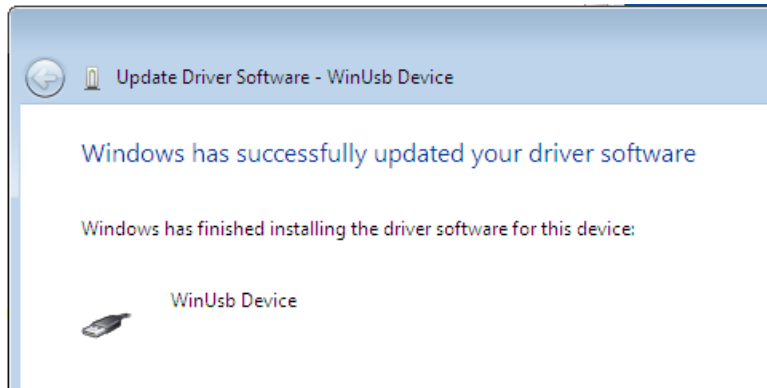 Update Driver Software - WinUsb Device
Windows has successfully updated your driver software
Windows has finished installing the driver software for this device:
WinUsb Device